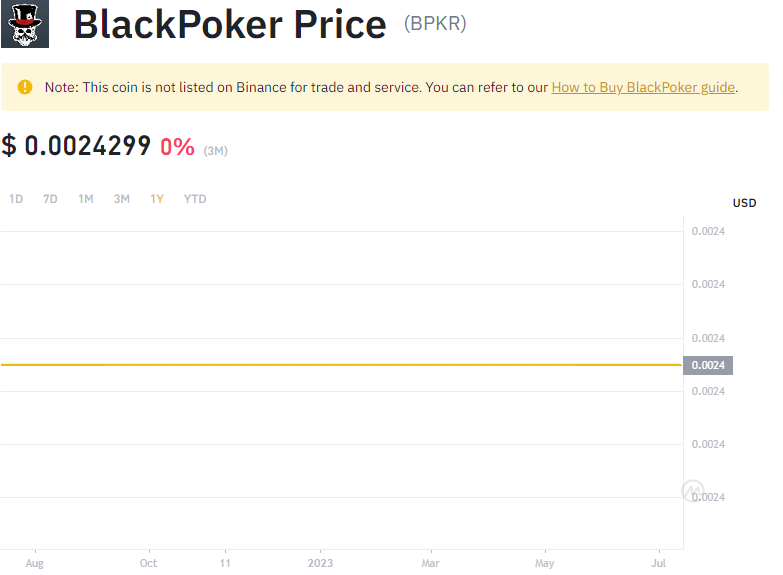 BlackPoker Price (BPKR)
Note: This coin is not listed on Binance for trade and service. You can refer to our How to Buy BlackPoker guide.
$ 0.0024299 0% (3M)
1D 7D 1M 3M 1Y YTD
USD
0.0024
0.0024
0.0024
0.0024
0.0024
0.0024
0.0024
Aug Oct 11 2023 Mar May Jul